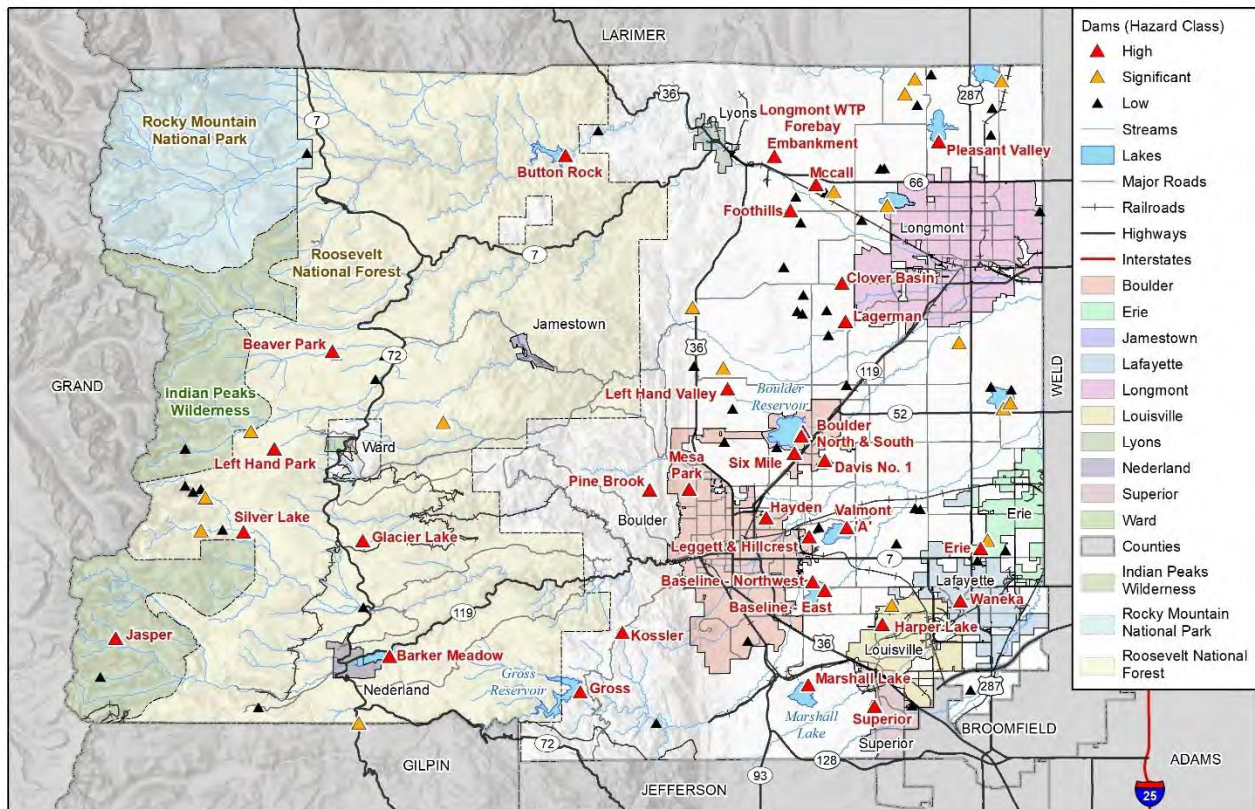 LARIMER
Rocky Mountain
National Park
7
36
Lyons
Longmont WTP
Forebay
Embankment
287
Pleasant Valley
Button Rock
Mccall
66
Foothills
Longmont
Roosevelt
National Forest
7
Clover Basin
Jamestown
Lagerman
Beaver Park
72
36
119
GRAND
Indian Peaks
Wilderness
Left Hand Valley
Boulder
Reservoir
52
WELD
Ward
Left Hand Park
Boulder
North & South
Mesa
Park
Six Mile
Davis No. 1
Pine Brook
Boulder
Hayden
Valmont
'A'
Erie
Silver Lake
Glacier Lake
Leggett & Hillcrest
7
Erie
Baseline - Northwest
Lafayette
Baseline - East
Waneka
119
Jasper
Kossler
36
Harper Lake
Louisville
Barker Meadow
Nederland
Gross
Reservoir
Gross
Marshall Lake
287
Marshall
Lake
Superior
BROOMFIELD
72
Superior
GILPIN
128
ADAMS
JEFFERSON
93
25
Dams (Hazard Class)
High
Significant
Low
Streams
Lakes
Major Roads
Railroads
Highways
Interstates
Boulder
Erie
Jamestown
Lafayette
Longmont
Louisville
Lyons
Nederland
Superior
Ward
Counties
Indian Peaks
Wilderness
Rocky Mountain
National Park
Roosevelt National
Forest